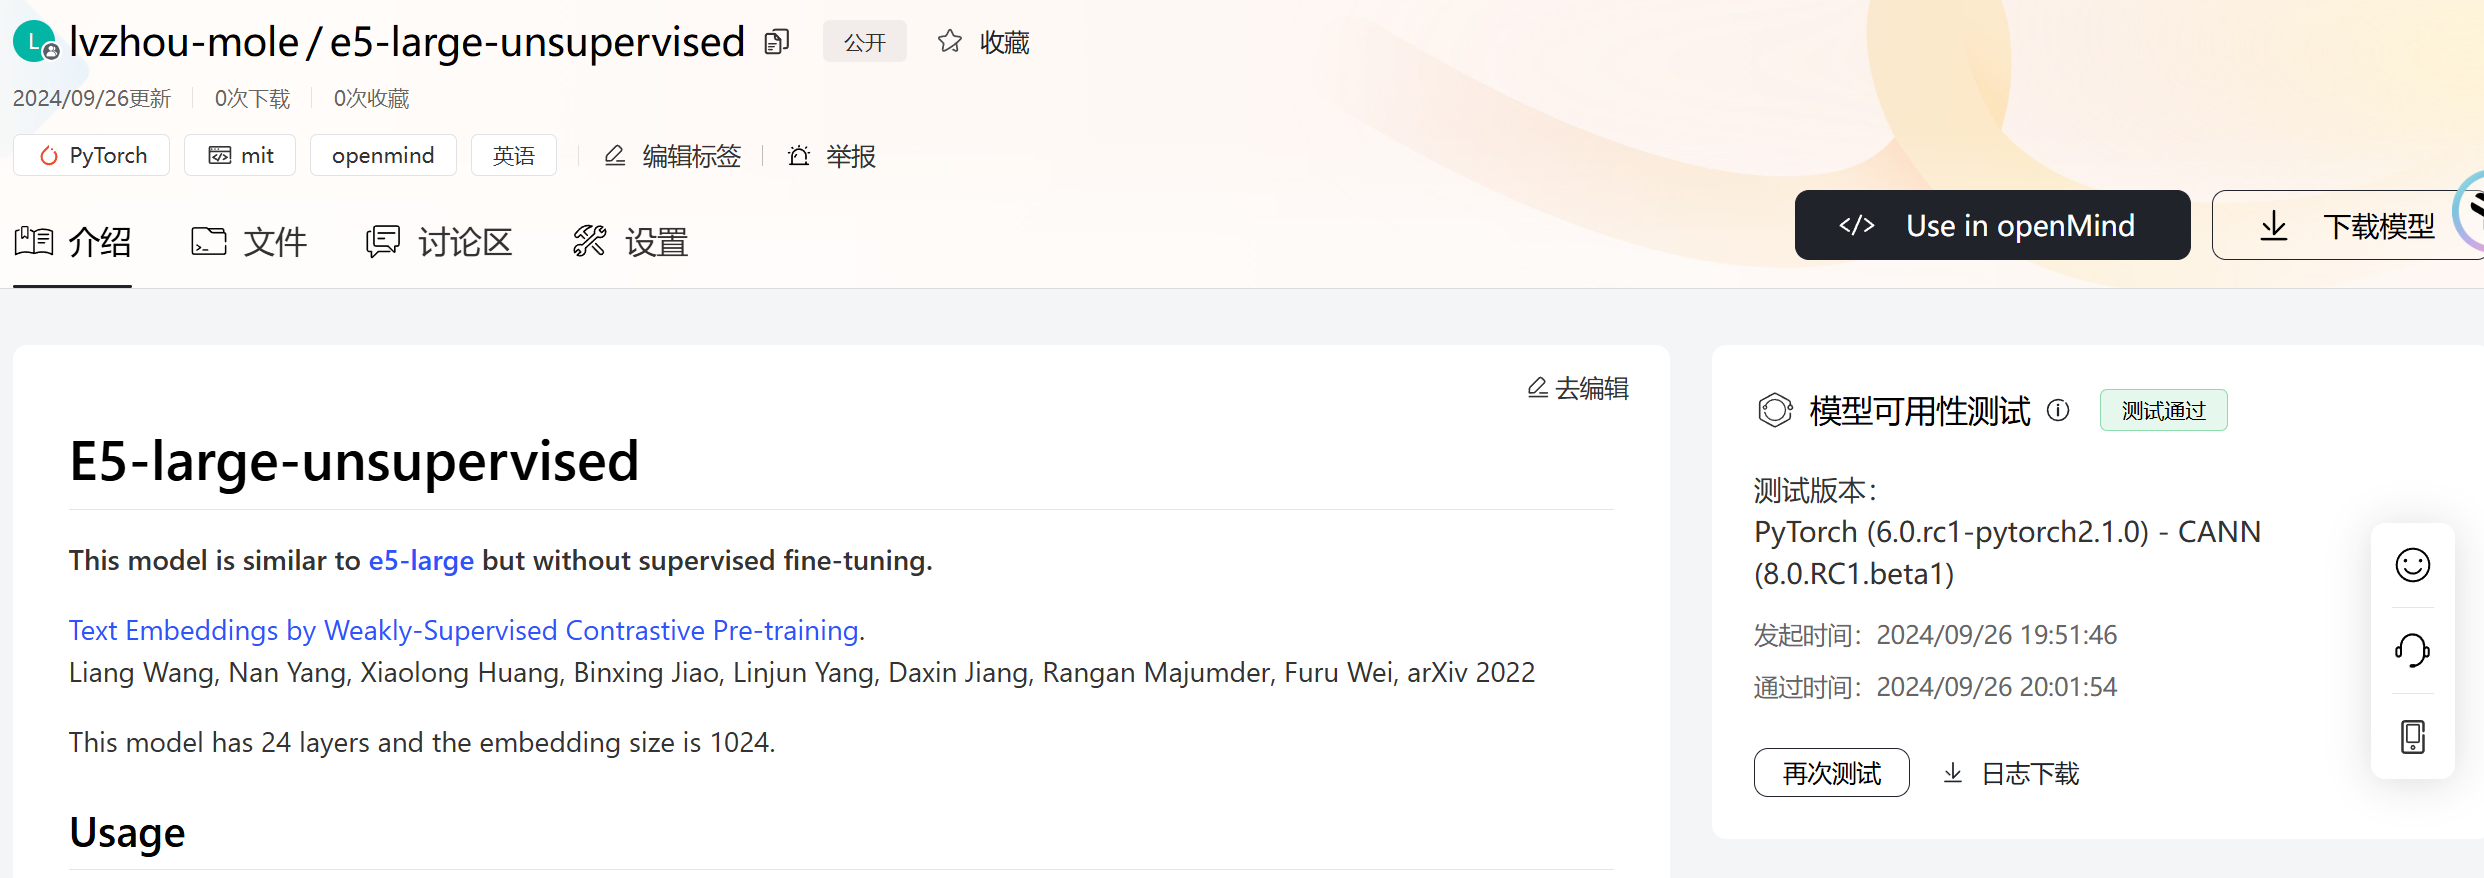 L lvzhou-mole / e5-large-unsupervised 公开 收藏
2024/09/26更新 0次下载 0次收藏
PyTorch mit openmind 英语 编辑标签 举报
介绍 文件 讨论区 设置
Use in openMind 下载模型
去编辑
E5-large-unsupervised
This model is similar to e5-large but without supervised fine-tuning.
Text Embeddings by Weakly-Supervised Contrastive Pre-training.
Liang Wang, Nan Yang, Xiaolong Huang, Binxing Jiao, Linjun Yang, Daxin Jiang, Rangan Majumder, Furu Wei, arXiv 2022
This model has 24 layers and the embedding size is 1024.
Usage
模型可用性测试 测试通过
测试版本：
PyTorch (6.0.rc1-pytorch2.1.0) - CANN
(8.0.RC1.beta1)
发起时间：2024/09/26 19:51:46
通过时间：2024/09/26 20:01:54
再次测试 日志下载